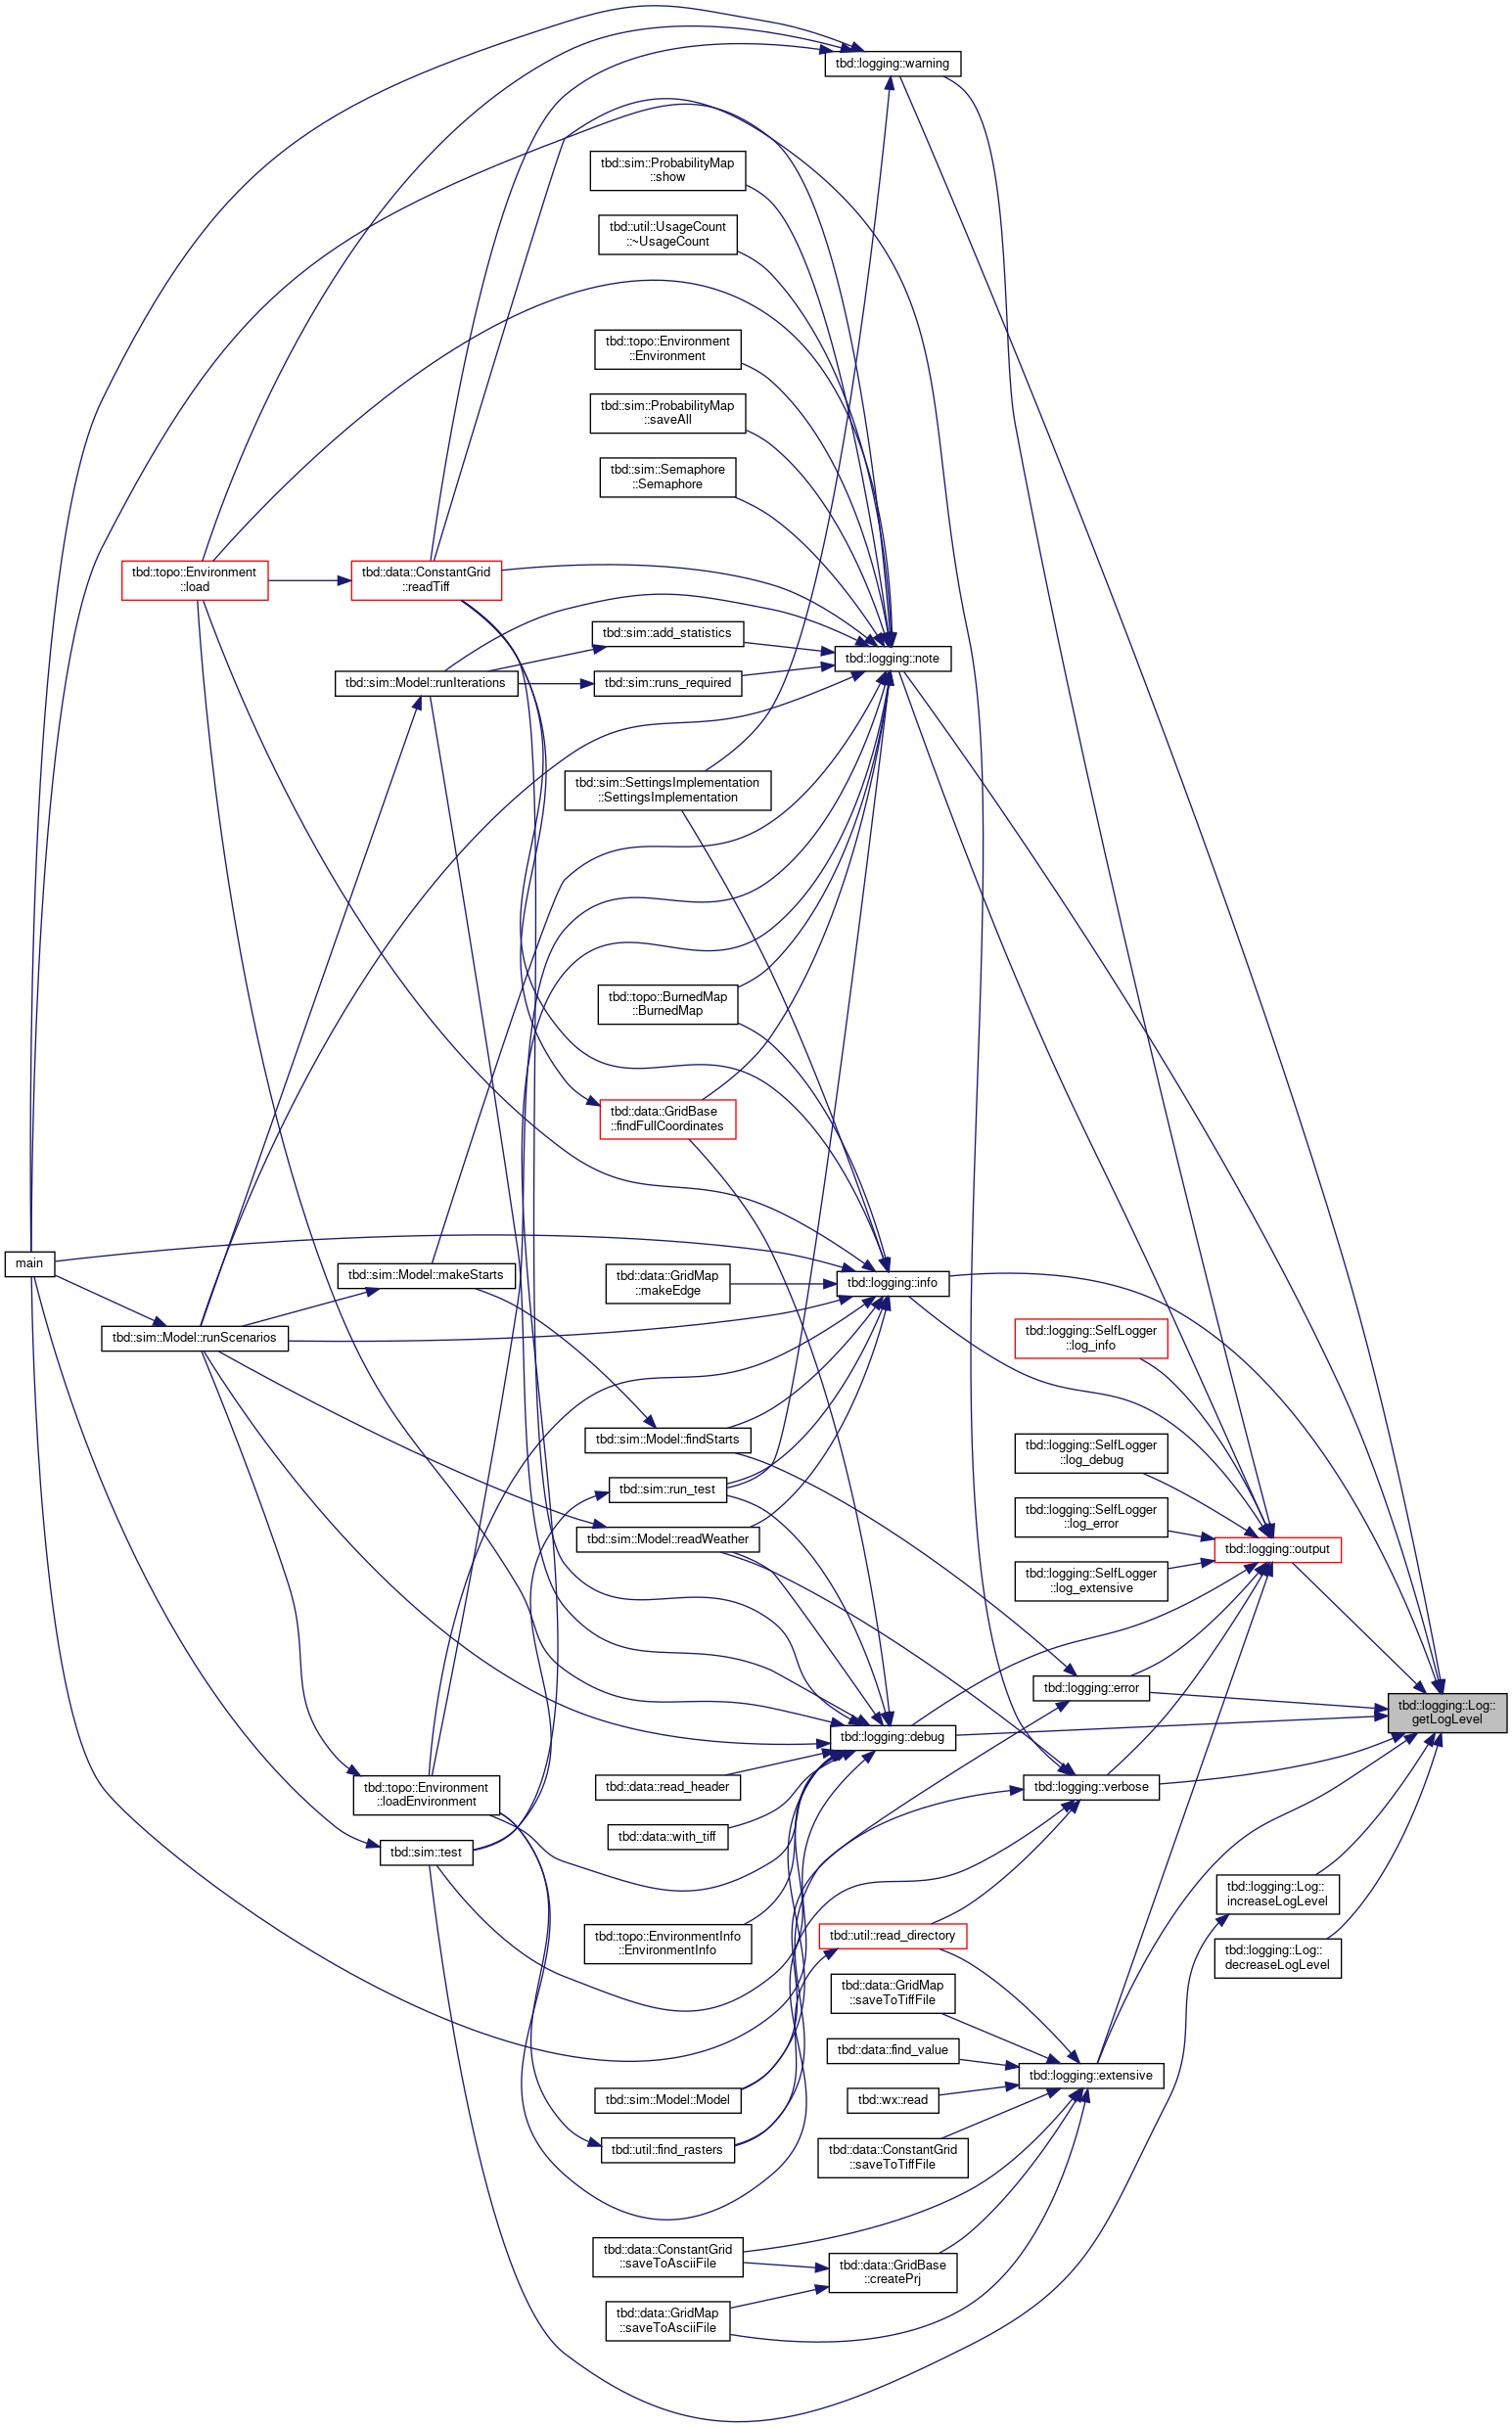 tbd::logging::warning
tbd::sim::ProbabilityMap
::show
tbd::util::UsageCount
::~UsageCount
tbd::topo::Environment
::Environment
tbd::sim::ProbabilityMap
::saveAll
tbd::sim::Semaphore
::Semaphore
tbd::topo::Environment
::load
tbd::data::ConstantGrid
::readTiff
tbd::sim::add_statistics
tbd::logging::note
tbd::sim::Model::runIterations
tbd::sim::runs_required
tbd::sim::SettingsImplementation
::SettingsImplementation
tbd::topo::BurnedMap
::BurnedMap
tbd::data::GridBase
::findFullCoordinates
main
tbd::sim::Model::makeStarts
tbd::data::GridMap
::makeEdge
tbd::logging::info
tbd::sim::Model::runScenarios
tbd::logging::SelfLogger
::log_info
tbd::sim::Model::findStarts
tbd::logging::SelfLogger
::log_debug
tbd::sim::run_test
tbd::logging::SelfLogger
::log_error
tbd::sim::Model::readWeather
tbd::logging::output
tbd::logging::SelfLogger
::log_extensive
tbd::logging::error
tbd::logging::Log::
getLogLevel
tbd::logging::debug
tbd::topo::Environment
::loadEnvironment
tbd::data::read_header
tbd::logging::verbose
tbd::data::with_tiff
tbd::sim::test
tbd::logging::Log::
increaseLogLevel
tbd::topo::EnvironmentInfo
::EnvironmentInfo
tbd::util::read_directory
tbd::logging::Log::
decreaseLogLevel
tbd::data::GridMap
::saveToTiffFile
tbd::data::find_value
tbd::logging::extensive
tbd::sim::Model::Model
tbd::wx::read
tbd::util::find_rasters
tbd::data::ConstantGrid
::saveToTiffFile
tbd::data::ConstantGrid
::saveToAsciiFile
tbd::data::GridBase
::createPrj
tbd::data::GridMap
::saveToAsciiFile